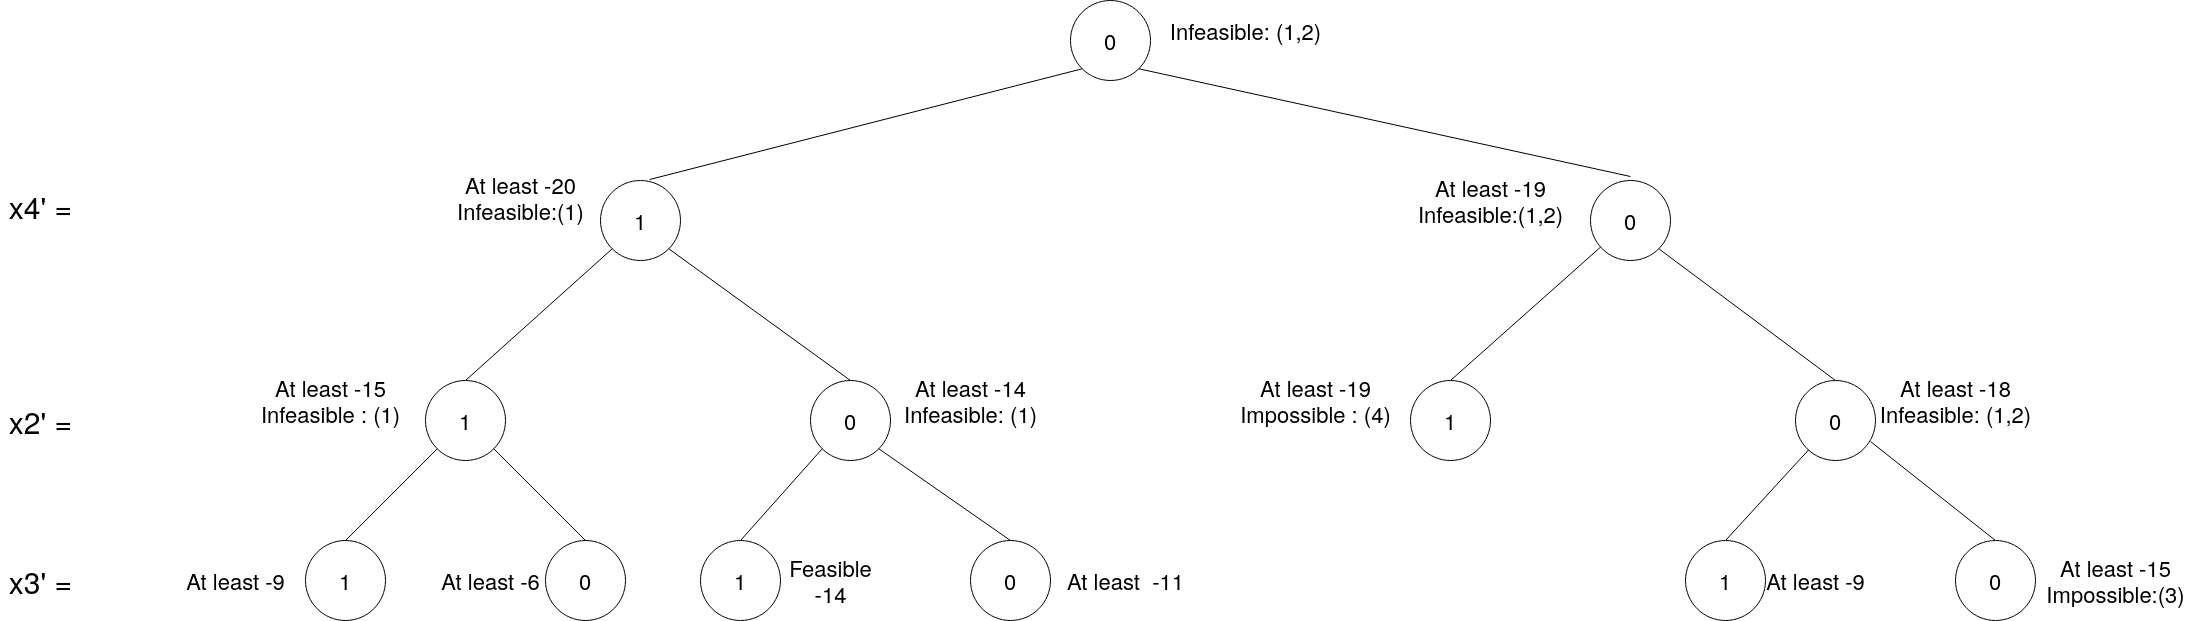 0
Infeasible: (1,2)
x4' =
At least -20
Infeasible:(1)
1
At least -19
Infeasible:(1,2)
0
x2' =
At least -15
Infeasible : (1)
1
0
At least -14
Infeasible: (1)
At least -19
Impossible : (4)
1
0
At least -18
Infeasible: (1,2)
x3' =
At least -9
1
At least -6
0
1
Feasible
-14
0
At least  -11
1
At least -9
0
At least -15
Impossible:(3)